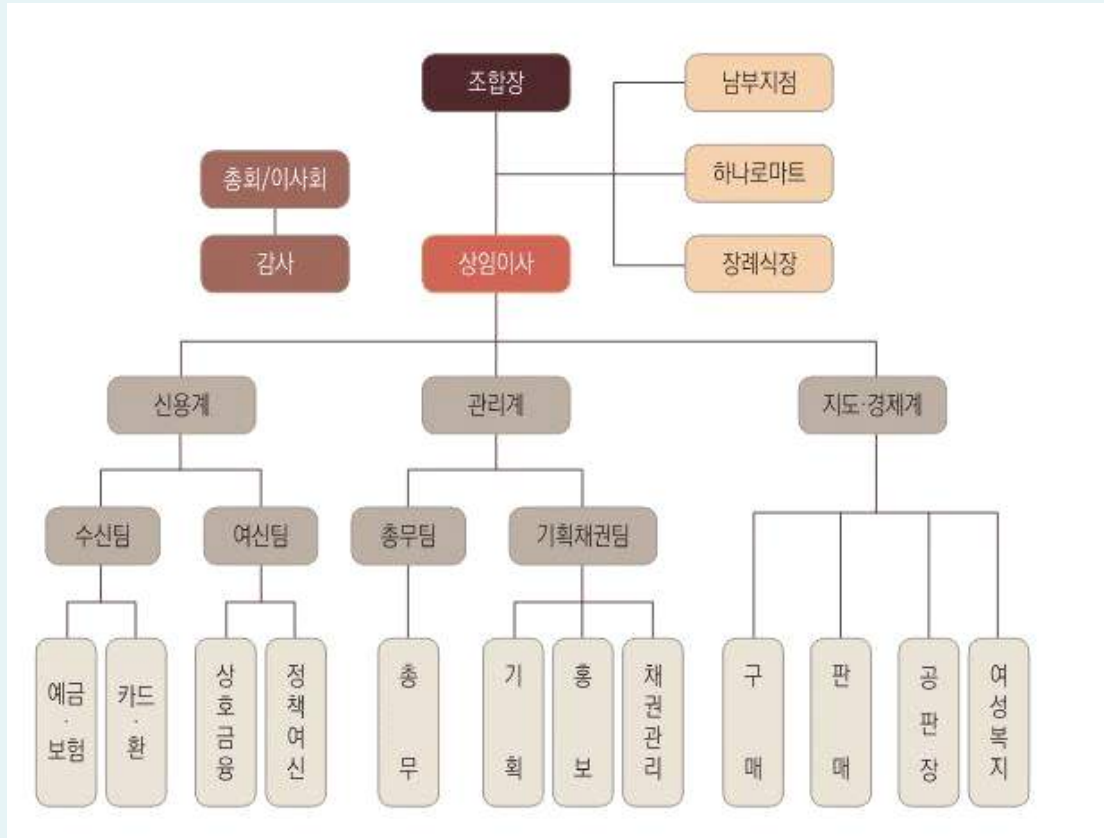 조합장
남부지점
총회/이사회
하나로마트
감사
상임이사
장례식장
신용계
관리계
지도·경제계
수신팀
여신팀
총무팀
기획채권팀
예금·보험
카드·환
상호금융
정책여신
총무
기획
홍보
채권관리
구매
판매
공판장
여성복지